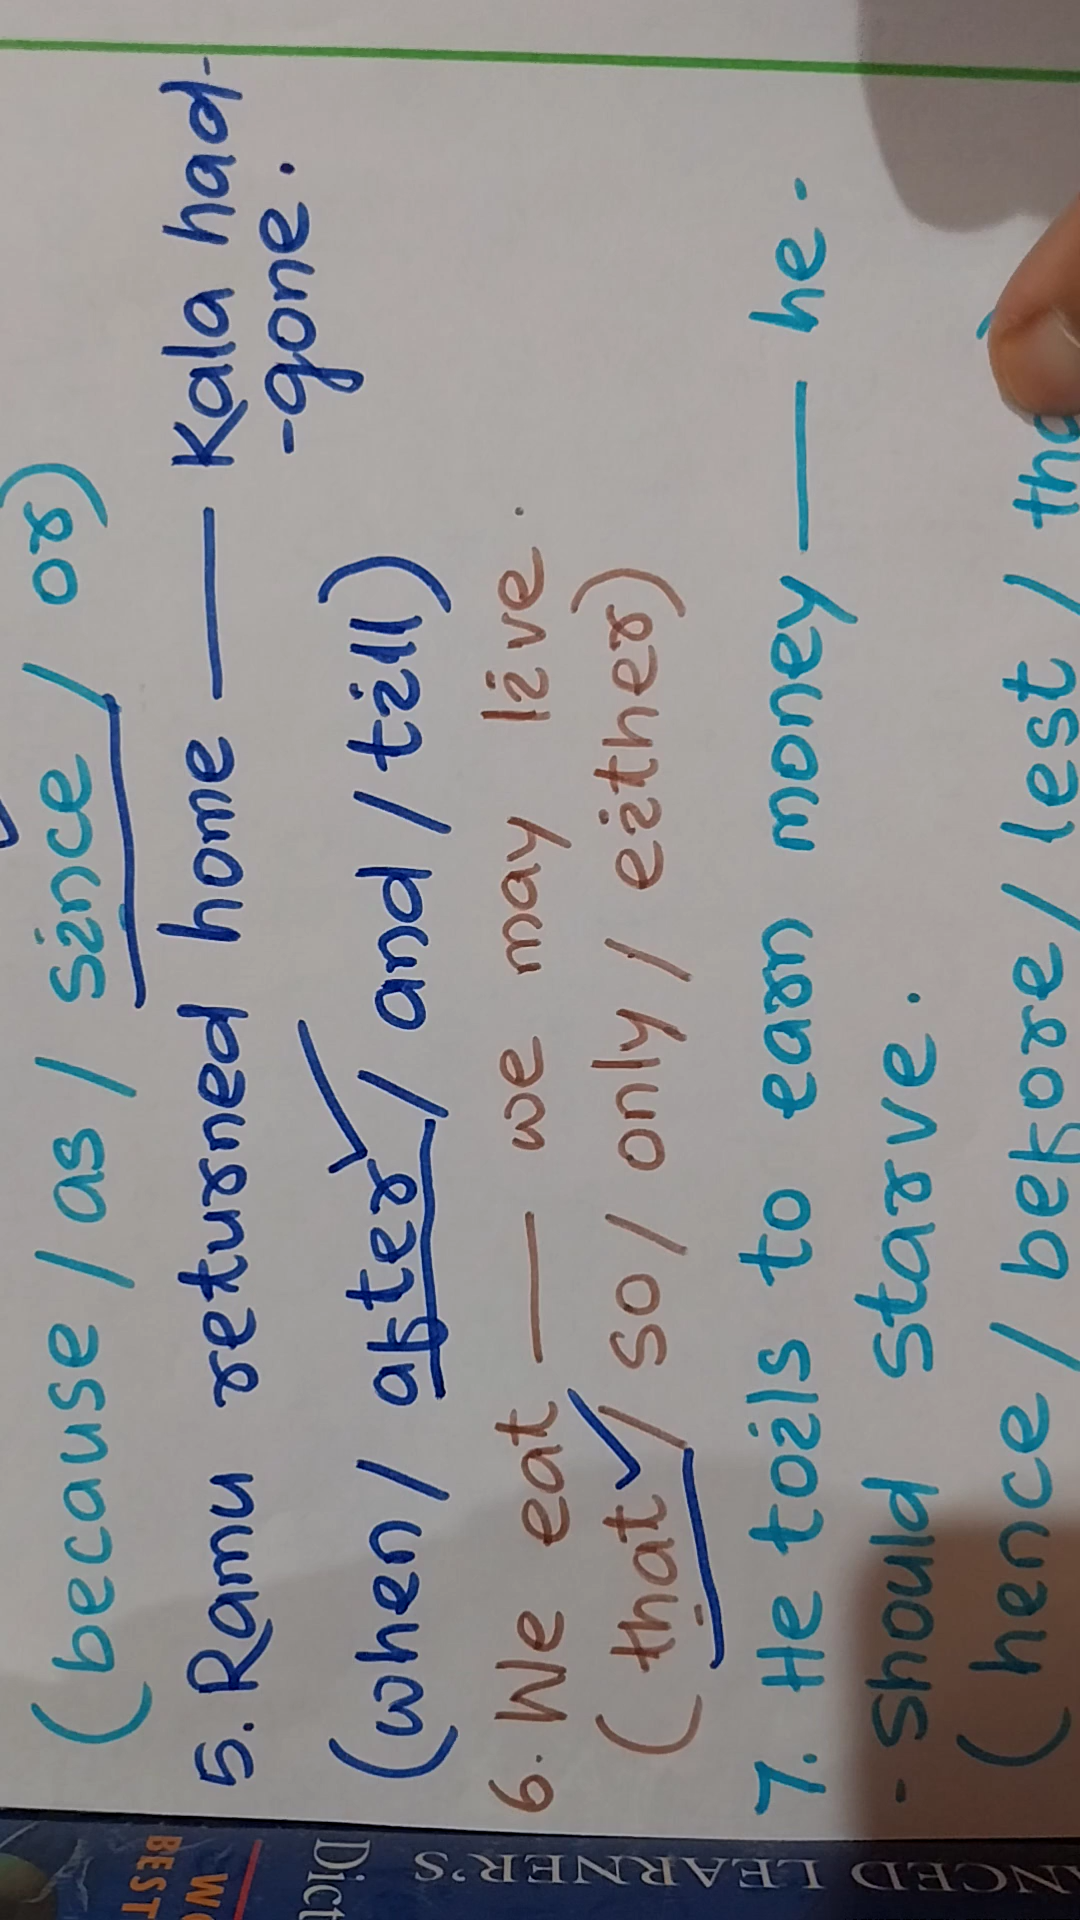 (because / as / since / or)
5. Ramu returned home — Kala had-
-gone.
(when / after / and / till)
6. We eat — we may live.
(that / so / only / either)
7. He toils to earn money — he.
- should starve.
(hence / before / lest /
ANCED LEARNER'S
Dict
BEST